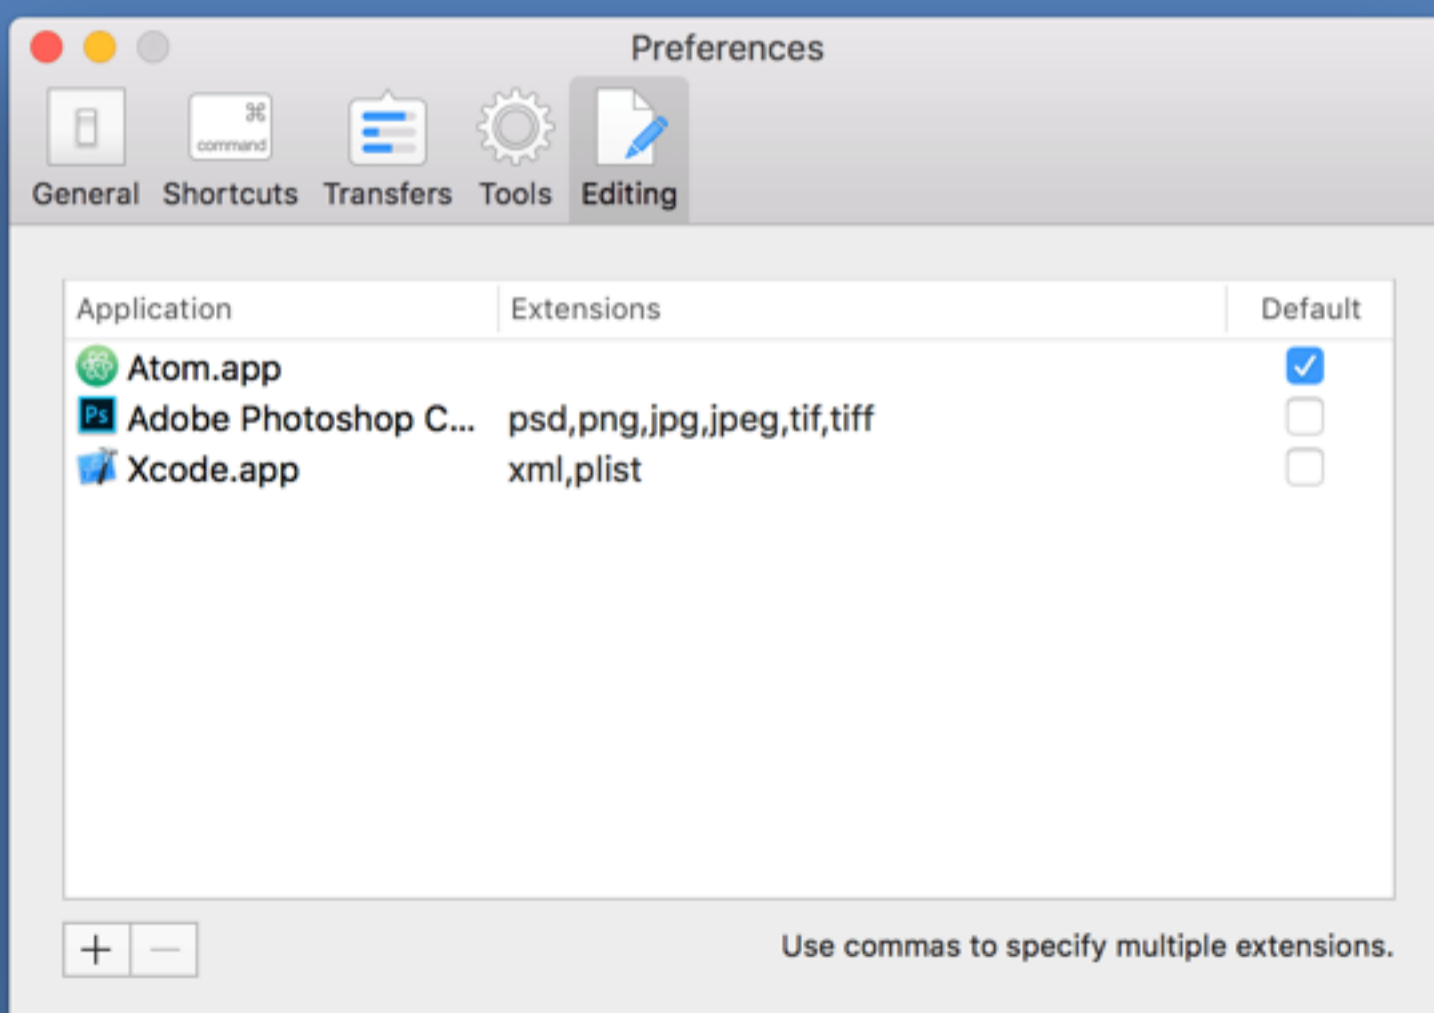 Preferences
⌘
command
General Shortcuts Transfers Tools Editing
Application Extensions Default
Atom.app
Ps Adobe Photoshop C... psd,png,jpg,jpeg,tif,tiff
Xcode.app xml,plist
+ −
Use commas to specify multiple extensions.